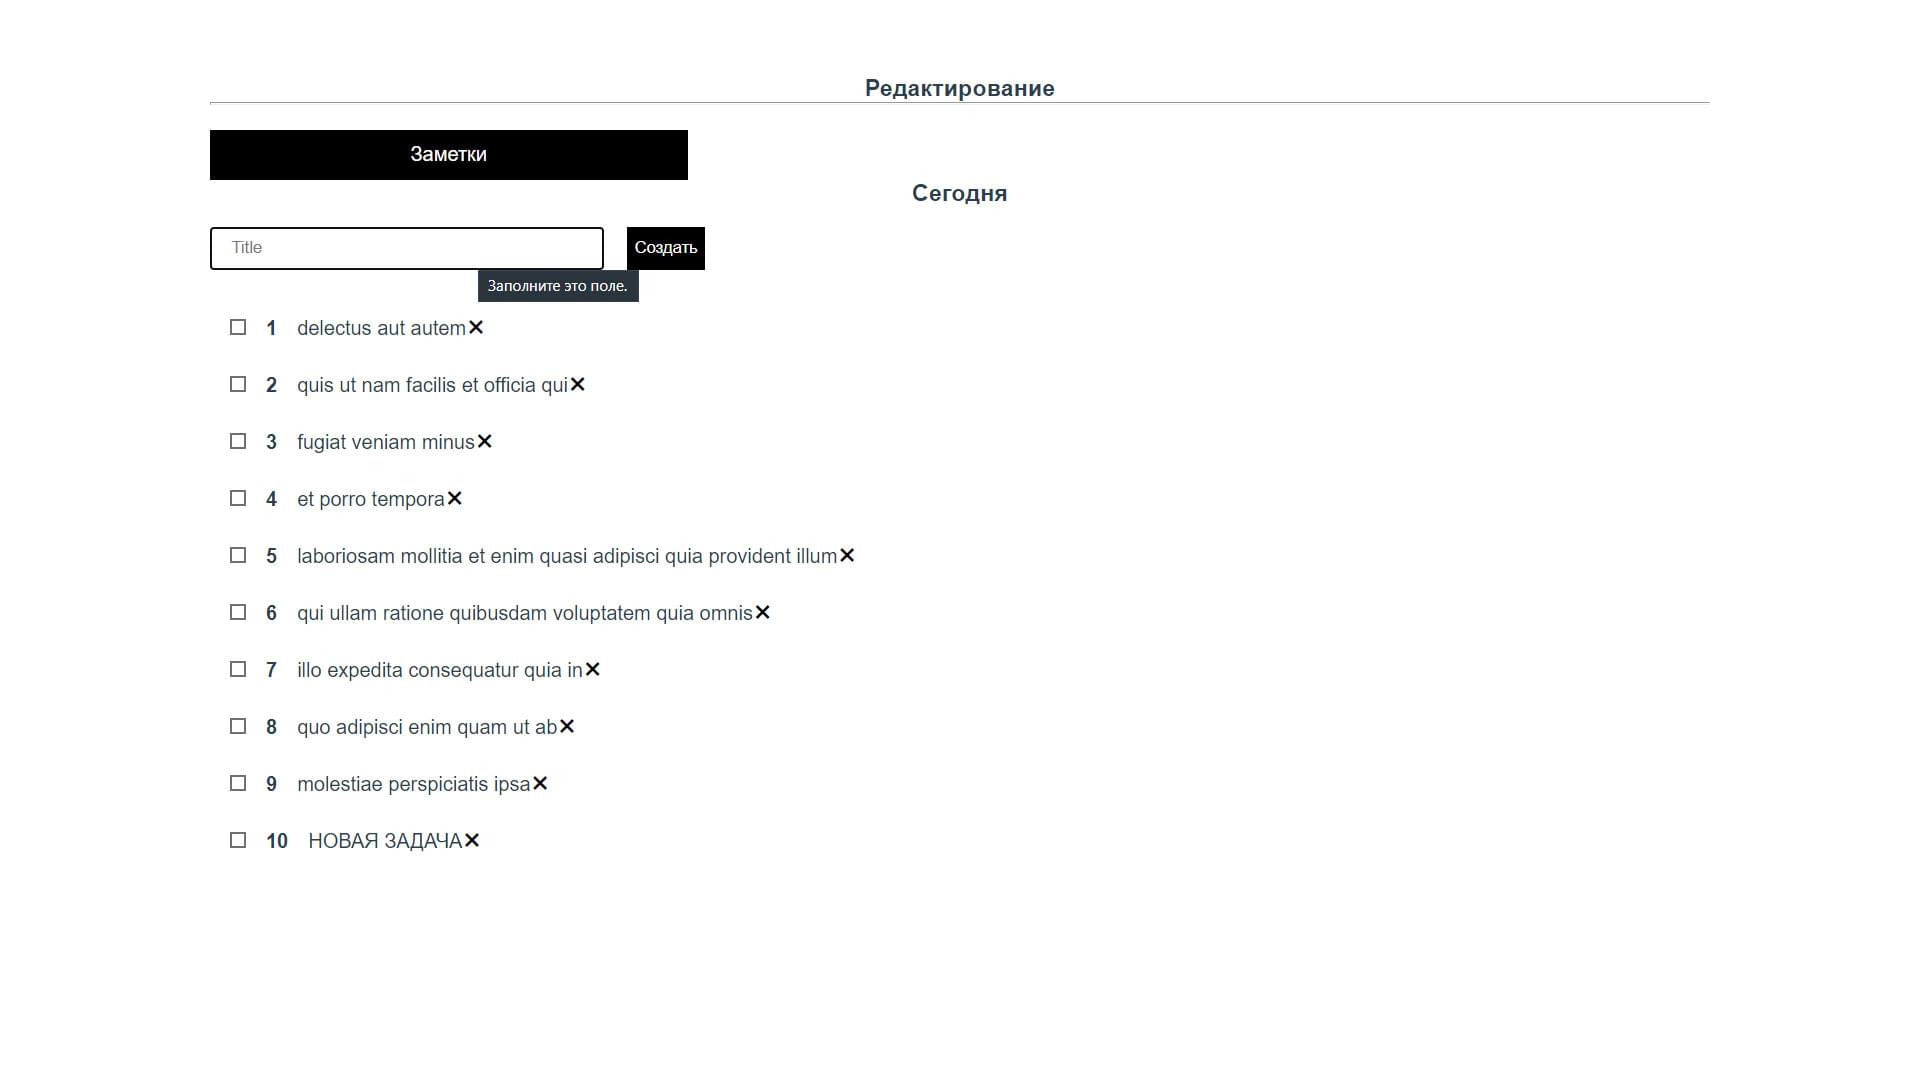 Редактирование
Заметки
Сегодня
Title
Создать
Заполните это поле.
1 delectus aut autem
2 quis ut nam facilis et officia qui
3 fugiat veniam minus
4 et porro tempora
5 laboriosam mollitia et enim quasi adipisci quia provident illum
6 qui ullam ratione quibusdam voluptatem quia omnis
7 illo expedita consequatur quia in
8 quo adipisci enim quam ut ab
9 molestiae perspiciatis ipsa
10 НОВАЯ ЗАДАЧА